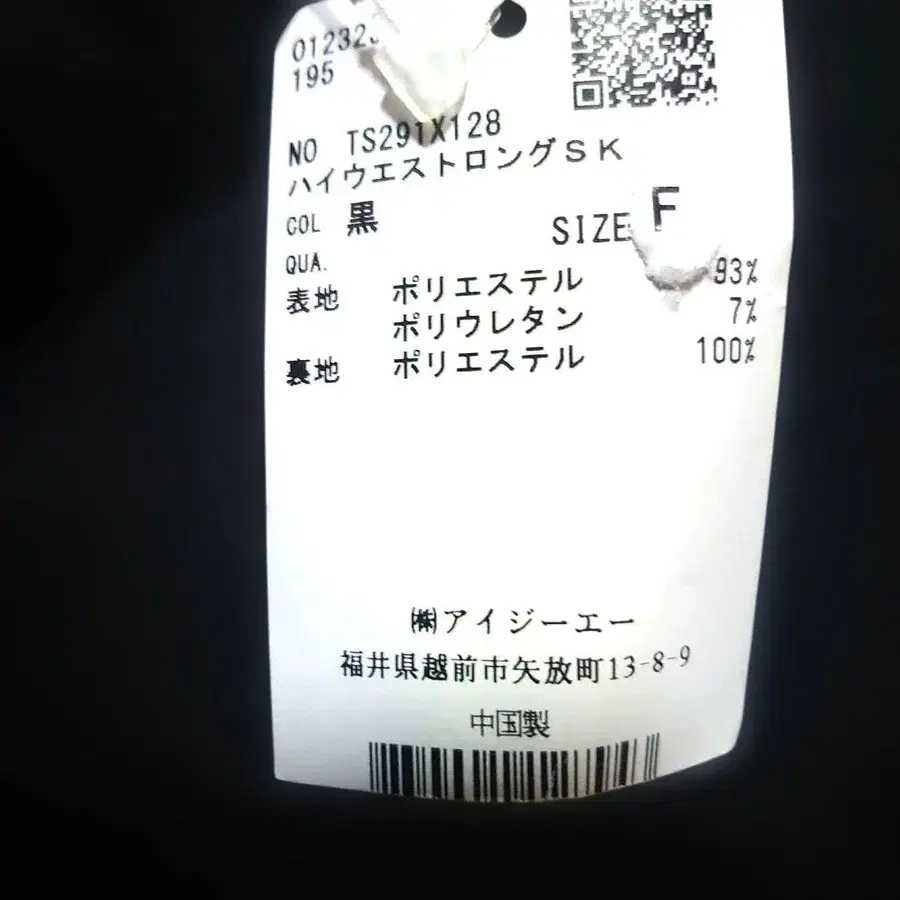 01232
195
NO TS291X128
ハイウエストロングSK
COL 黒 SIZE F
QUA.
表地 ポリエステル 93%
ポリウレタン 7%
裏地 ポリエステル 100%
㈱アイジーエー
福井県越前市矢放町13-8-9
中国製